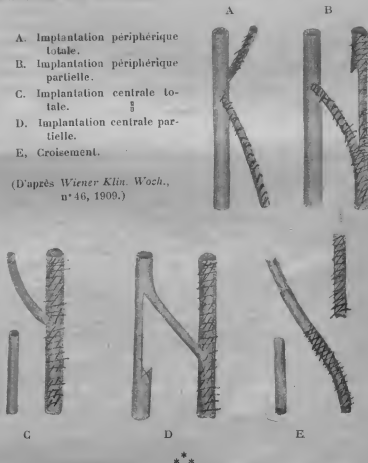 A
B
A. Implantation périphérique
totale.
B. Implantation périphérique
partielle.
C. Implantation centrale to-
tale.
D. Implantation centrale par-
tielle.
E, Croisement.
(D'après Wiener Klin. Woch.,
n° 46, 1909.)
C
D
E